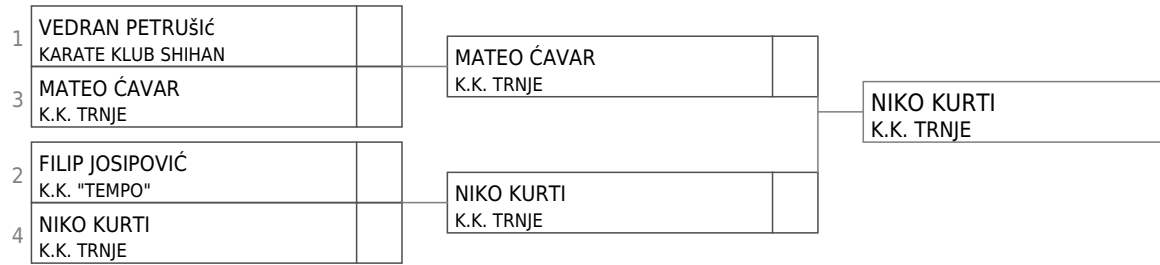 1
VEDRAN PETRUšIć
KARATE KLUB SHIHAN
3
MATEO ĆAVAR
K.K. TRNJE
2
FILIP JOSIPOVIĆ
K.K. "TEMPO"
4
NIKO KURTI
K.K. TRNJE
MATEO ĆAVAR
K.K. TRNJE
NIKO KURTI
K.K. TRNJE
NIKO KURTI
K.K. TRNJE